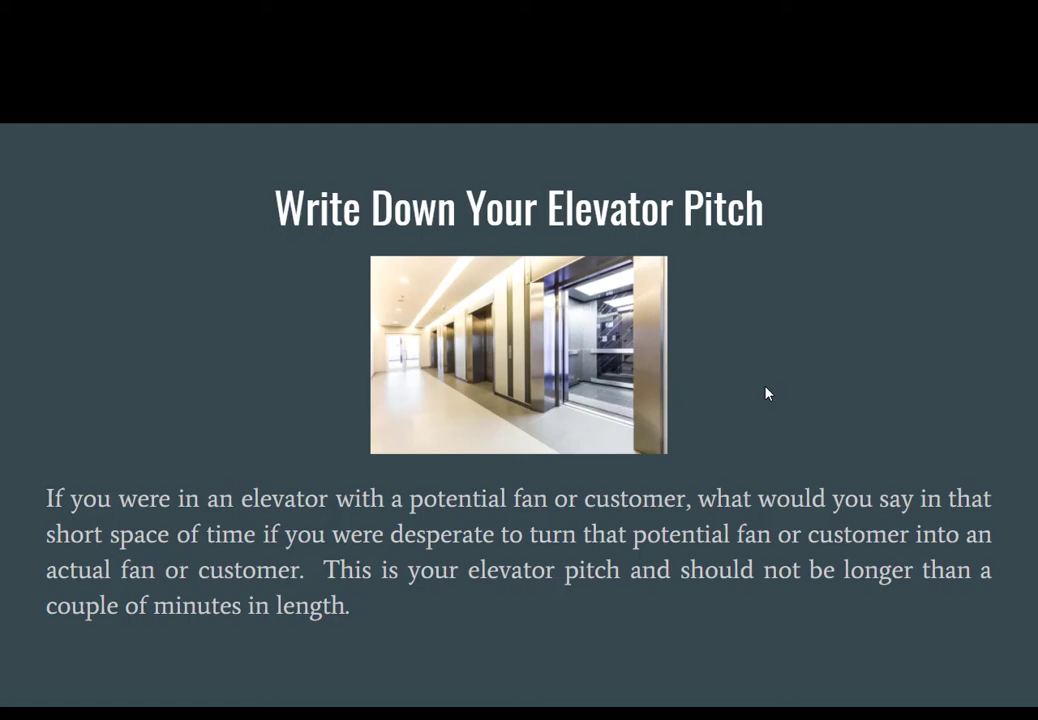 Write Down Your Elevator Pitch
If you were in an elevator with a potential fan or customer, what would you say in that
short space of time if you were desperate to turn that potential fan or customer into an
actual fan or customer.  This is your elevator pitch and should not be longer than a
couple of minutes in length.